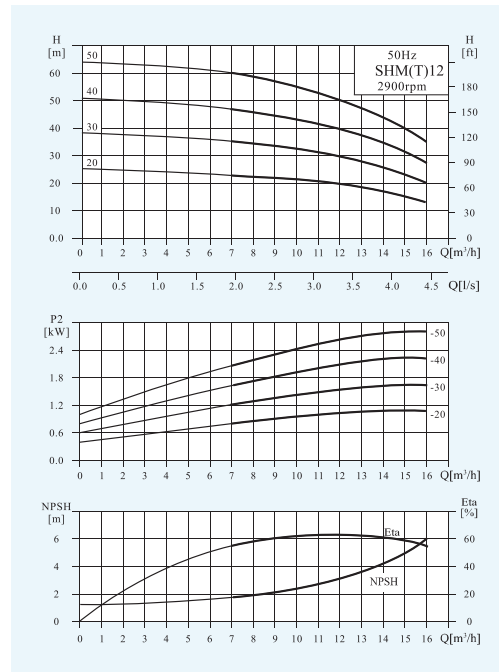 H
[m]
H
[ft]
50Hz
SHM(T)12
2900rpm
50
40
30
20
60
50
40
30
20
10
0.0
180
150
120
90
60
30
0
0 1 2 3 4 5 6 7 8 9 10 11 12 13 14 15 16 Q[m³/h]
0.0 0.5 1.0 1.5 2.0 2.5 3.0 3.5 4.0 4.5 Q[l/s]
P2
[kW]
2.4
1.8
1.2
0.6
0.0
-50
-40
-30
-20
0 1 2 3 4 5 6 7 8 9 10 11 12 13 14 15 16 Q[m³/h]
NPSH
[m]
Eta
[%]
6
4
2
0
60
40
20
0
Eta
NPSH
0 1 2 3 4 5 6 7 8 9 10 11 12 13 14 15 16 Q[m³/h]